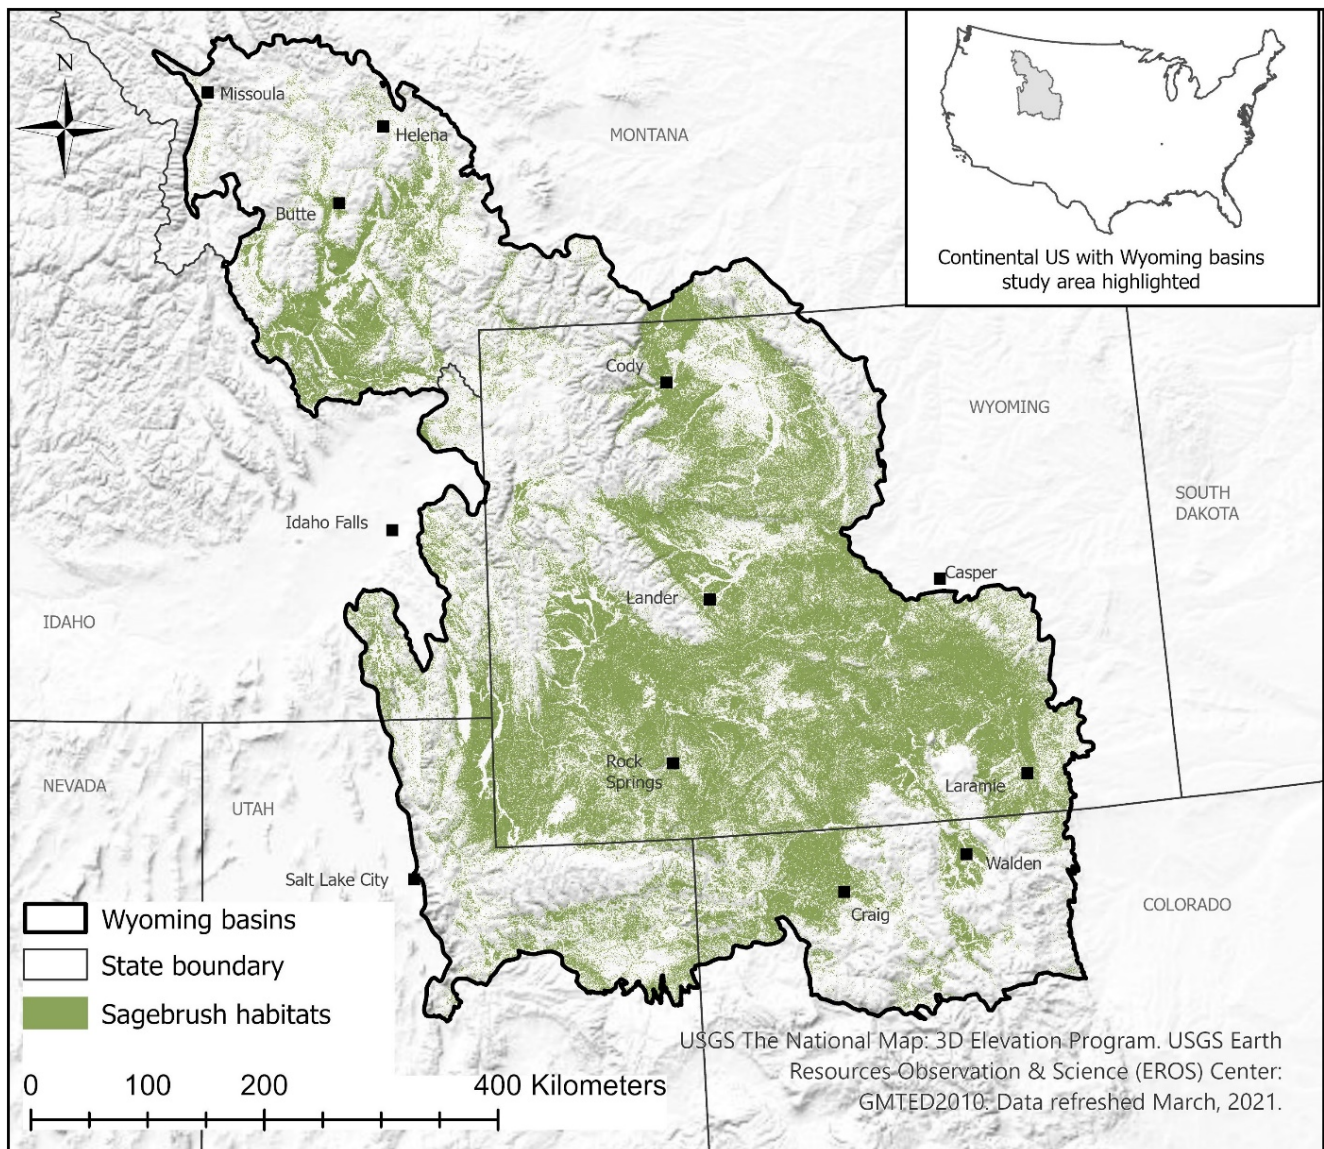 N
Missoula
Helena
MONTANA
Butte
Continental US with Wyoming basins
study area highlighted
Cody
WYOMING
SOUTH
DAKOTA
Idaho Falls
Casper
Lander
IDAHO
Rock
Springs
NEVADA
Laramie
UTAH
Walden
Salt Lake City
Craig
COLORADO
Wyoming basins
State boundary
Sagebrush habitats
USGS The National Map: 3D Elevation Program. USGS Earth
Resources Observation & Science (EROS) Center:
GMTED2010. Data refreshed March, 2021.
0 100 200 400 Kilometers